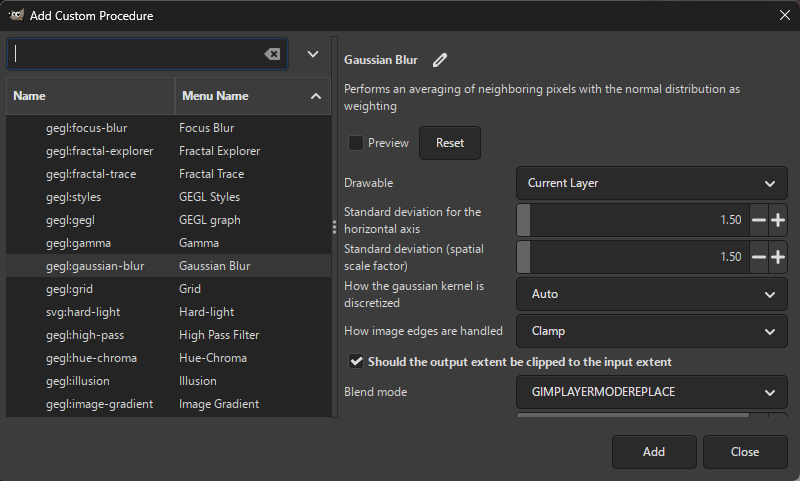 Add Custom Procedure
Name Menu Name
gegl:focus-blur Focus Blur
gegl:fractal-explorer Fractal Explorer
gegl:fractal-trace Fractal Trace
gegl:styles GEGL Styles
gegl:gegl GEGL graph
gegl:gamma Gamma
gegl:gaussian-blur Gaussian Blur
gegl:grid Grid
svg:hard-light Hard-light
gegl:high-pass High Pass Filter
gegl:hue-chroma Hue-Chroma
gegl:illusion Illusion
gegl:image-gradient Image Gradient
Gaussian Blur
Performs an averaging of neighboring pixels with the normal distribution as
weighting
Preview Reset
Drawable Current Layer
Standard deviation for the
horizontal axis 1.50
Standard deviation (spatial
scale factor) 1.50
How the gaussian kernel is
discretized Auto
How image edges are handled Clamp
Should the output extent be clipped to the input extent
Blend mode GIMPLAYERMODEREPLACE
Add Close